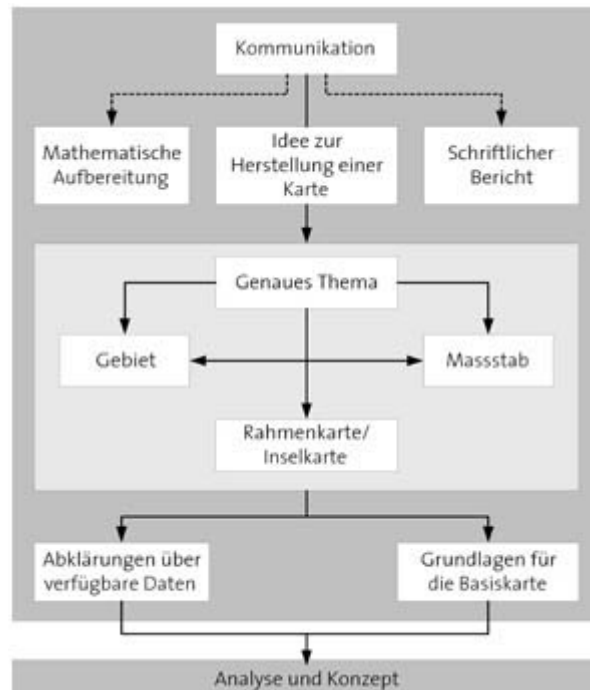 Kommunikation
Mathematische
Aufbereitung
Idee zur
Herstellung einer
Karte
Schriftlicher
Bericht
Genaues Thema
Gebiet
Massstab
Rahmenkarte/
Inselkarte
Abklärungen über
verfügbare Daten
Grundlagen für
die Basiskarte
Analyse und Konzept